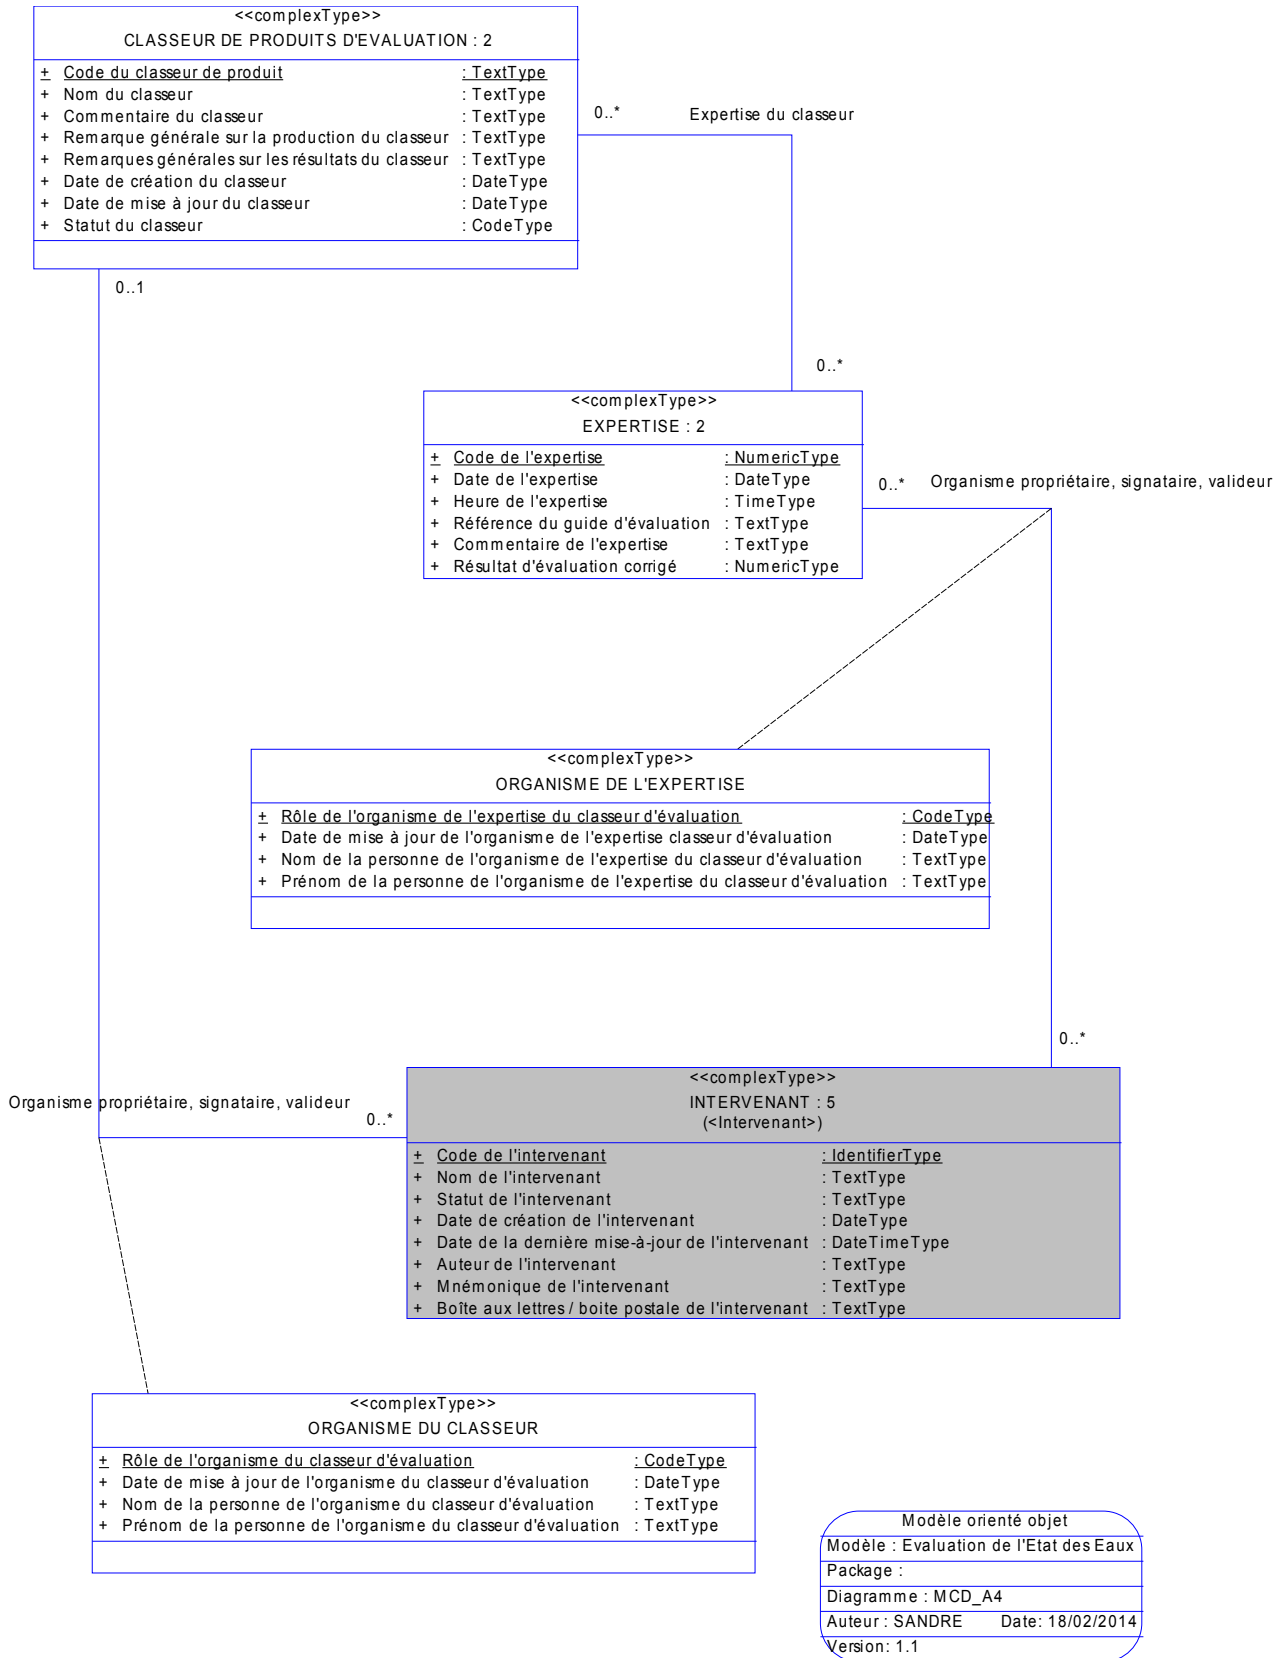 <<complexType>>
CLASSEUR DE PRODUITS D'EVALUATION : 2
+ Code du classeur de produit : TextType
+ Nom du classeur : TextType
+ Commentaire du classeur : TextType
+ Remarque générale sur la production du classeur : TextType
+ Remarques générales sur les résultats du classeur : TextType
+ Date de création du classeur : DateType
+ Date de mise à jour du classeur : DateType
+ Statut du classeur : CodeType
0..* Expertise du classeur
0..1
0..*
<<complexType>>
EXPERTISE : 2
+ Code de l'expertise : NumericType
+ Date de l'expertise : DateType
+ Heure de l'expertise : TimeType
+ Référence du guide d'évaluation : TextType
+ Commentaire de l'expertise : TextType
+ Résultat d'évaluation corrigé : NumericType
0..* Organisme propriétaire, signataire, valideur
<<complexType>>
ORGANISME DE L'EXPERTISE
+ Rôle de l'organisme de l'expertise du classeur d'évaluation : CodeType
+ Date de mise à jour de l'organisme de l'expertise classeur d'évaluation : DateType
+ Nom de la personne de l'organisme de l'expertise du classeur d'évaluation : TextType
+ Prénom de la personne de l'organisme de l'expertise du classeur d'évaluation : TextType
0..*
Organisme propriétaire, signataire, valideur
0..*
<<complexType>>
INTERVENANT : 5
(<Intervenant>)
+ Code de l'intervenant : IdentifierType
+ Nom de l'intervenant : TextType
+ Statut de l'intervenant : TextType
+ Date de création de l'intervenant : DateType
+ Date de la dernière mise-à-jour de l'intervenant : DateTimeType
+ Auteur de l'intervenant : TextType
+ Mnémonique de l'intervenant : TextType
+ Boîte aux lettres / boite postale de l'intervenant : TextType
<<complexType>>
ORGANISME DU CLASSEUR
+ Rôle de l'organisme du classeur d'évaluation : CodeType
+ Date de mise à jour de l'organisme du classeur d'évaluation : DateType
+ Nom de la personne de l'organisme du classeur d'évaluation : TextType
+ Prénom de la personne de l'organisme du classeur d'évaluation : TextType
Modèle orienté objet
Modèle : Evaluation de l'Etat des Eaux
Package :
Diagramme : MCD_A4
Auteur : SANDRE Date: 18/02/2014
Version: 1.1